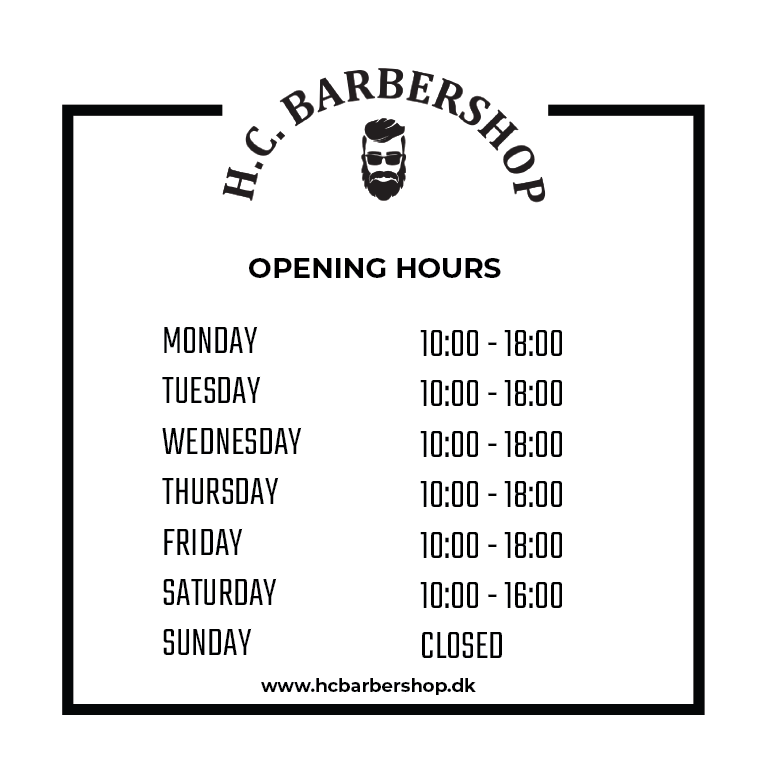 H.C. BARBERSHOP
OPENING HOURS
MONDAY 10:00 - 18:00
TUESDAY 10:00 - 18:00
WEDNESDAY 10:00 - 18:00
THURSDAY 10:00 - 18:00
FRIDAY 10:00 - 18:00
SATURDAY 10:00 - 16:00
SUNDAY CLOSED
www.hcbarbershop.dk